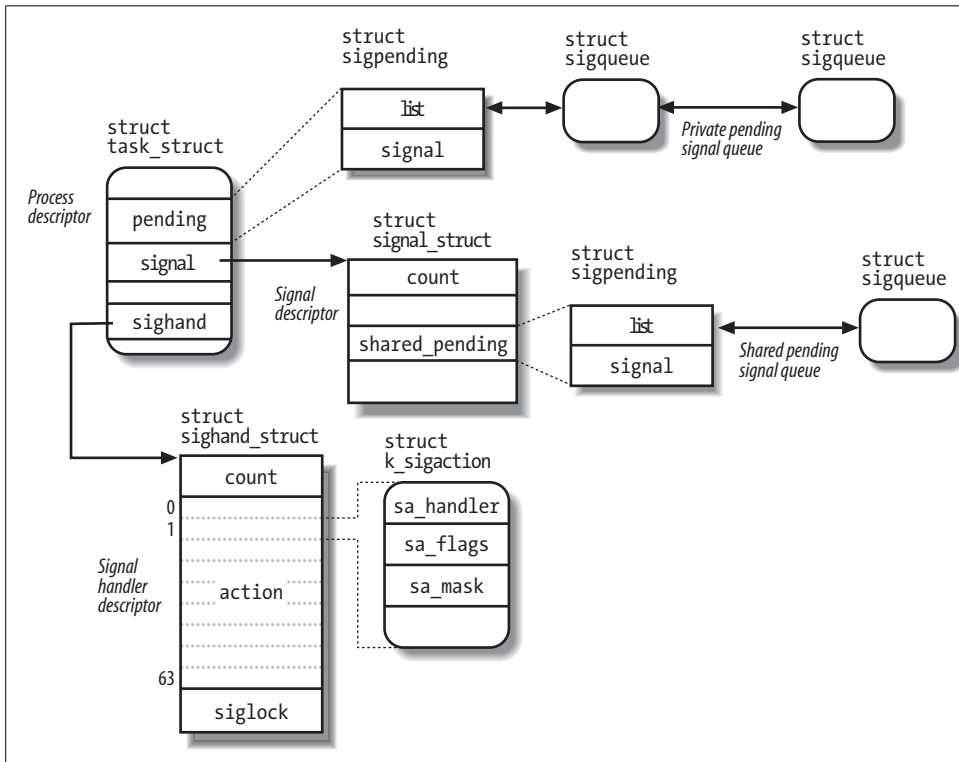 struct
sigpending
struct
sigqueue
struct
sigqueue
list
signal
Private pending
signal queue
struct
task_struct
Process
descriptor
pending
signal
sighand
struct
signal_struct
Signal
descriptor
count
shared_pending
struct
sigpending
list
signal
struct
sigqueue
Shared pending
signal queue
struct
sighand_struct
count
0
1
Signal
handler
descriptor
action
63
siglock
struct
k_sigaction
sa_handler
sa_flags
sa_mask